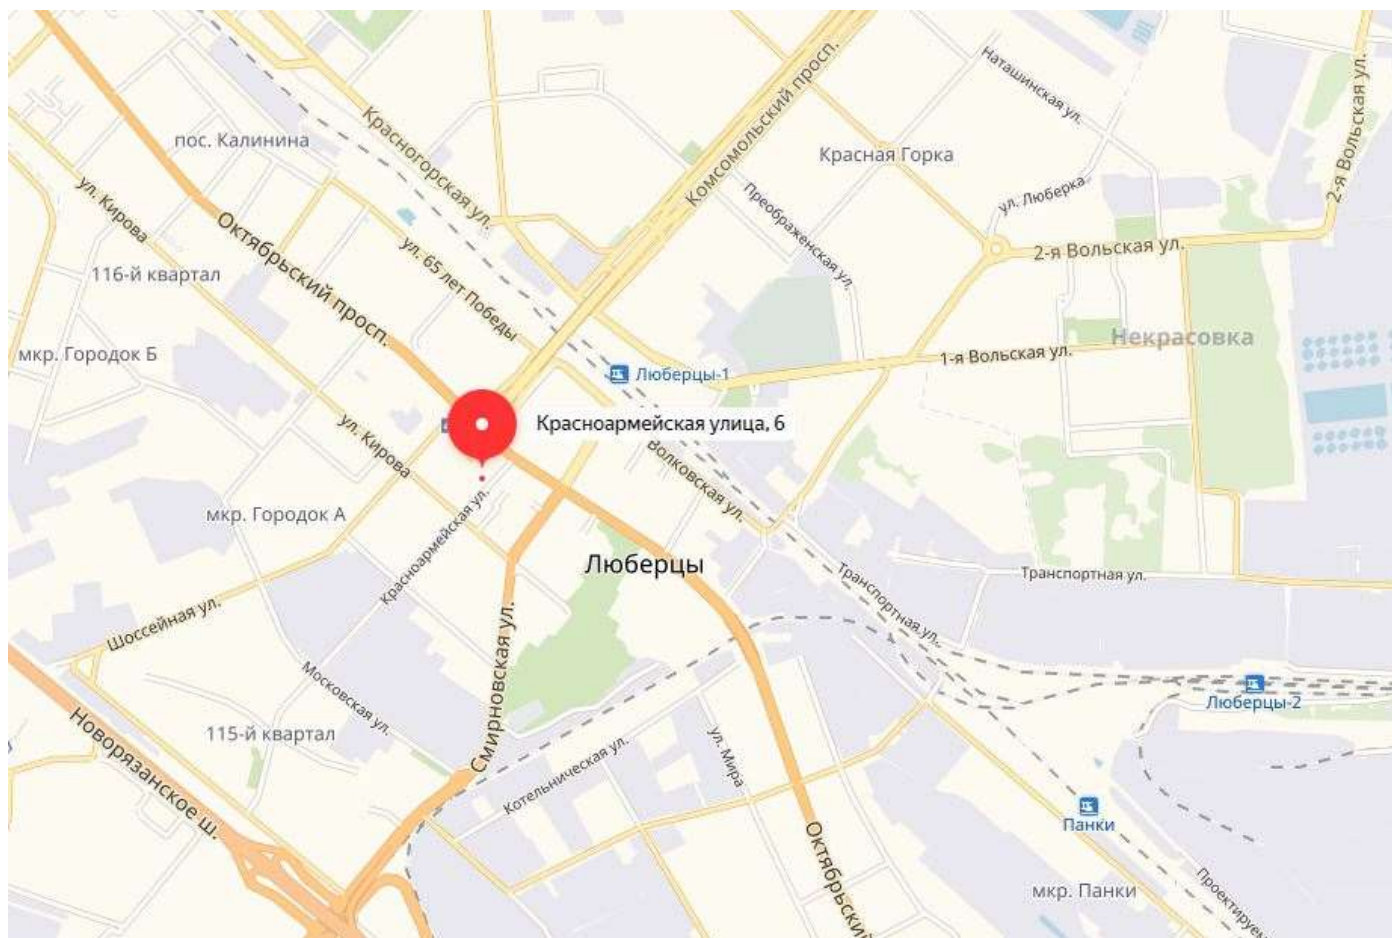 Наташинская ул.
Комсомольский просп.
2-я Вольская ул.
Красногорская ул.
пос. Калинина
Красная Горка
ул. Кирова
Преображенская ул.
ул. Люберка
Октябрьский просп.
ул. 65 лет Победы
2-я Вольская ул.
116-й квартал
Некрасовка
мкр. Городок Б
1-я Вольская ул.
Люберцы-1
Красноармейская улица, 6
ул. Кирова
Волковская ул.
мкр. Городок А
Красноармейская ул.
Люберцы
Транспортная ул.
Транспортная ул.
Шоссейная ул.
Смирновская ул.
Московская ул.
Люберцы-2
115-й квартал
Новорязанское ш.
Котельническая ул.
ул. Мира
Панки
Октябрьский
мкр. Панки
Проектируем